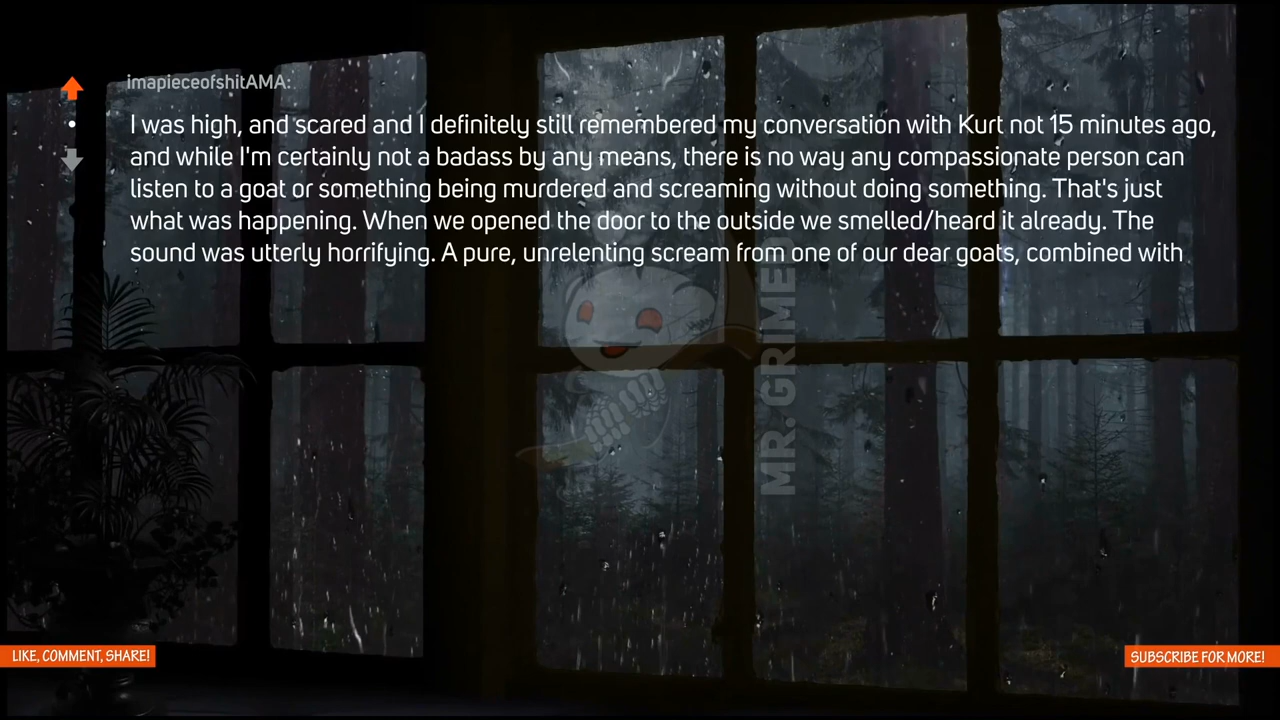 imapieceofshitAMA:
I was high, and scared and I definitely still remembered my conversation with Kurt not 15 minutes ago,
and while I'm certainly not a badass by any means, there is no way any compassionate person can
listen to a goat or something being murdered and screaming without doing something. That's just
what was happening. When we opened the door to the outside we smelled/heard it already. The
sound was utterly horrifying. A pure, unrelenting scream from one of our dear goats, combined with
MR. GRIMES
LIKE, COMMENT, SHARE!
SUBSCRIBE FOR MORE!